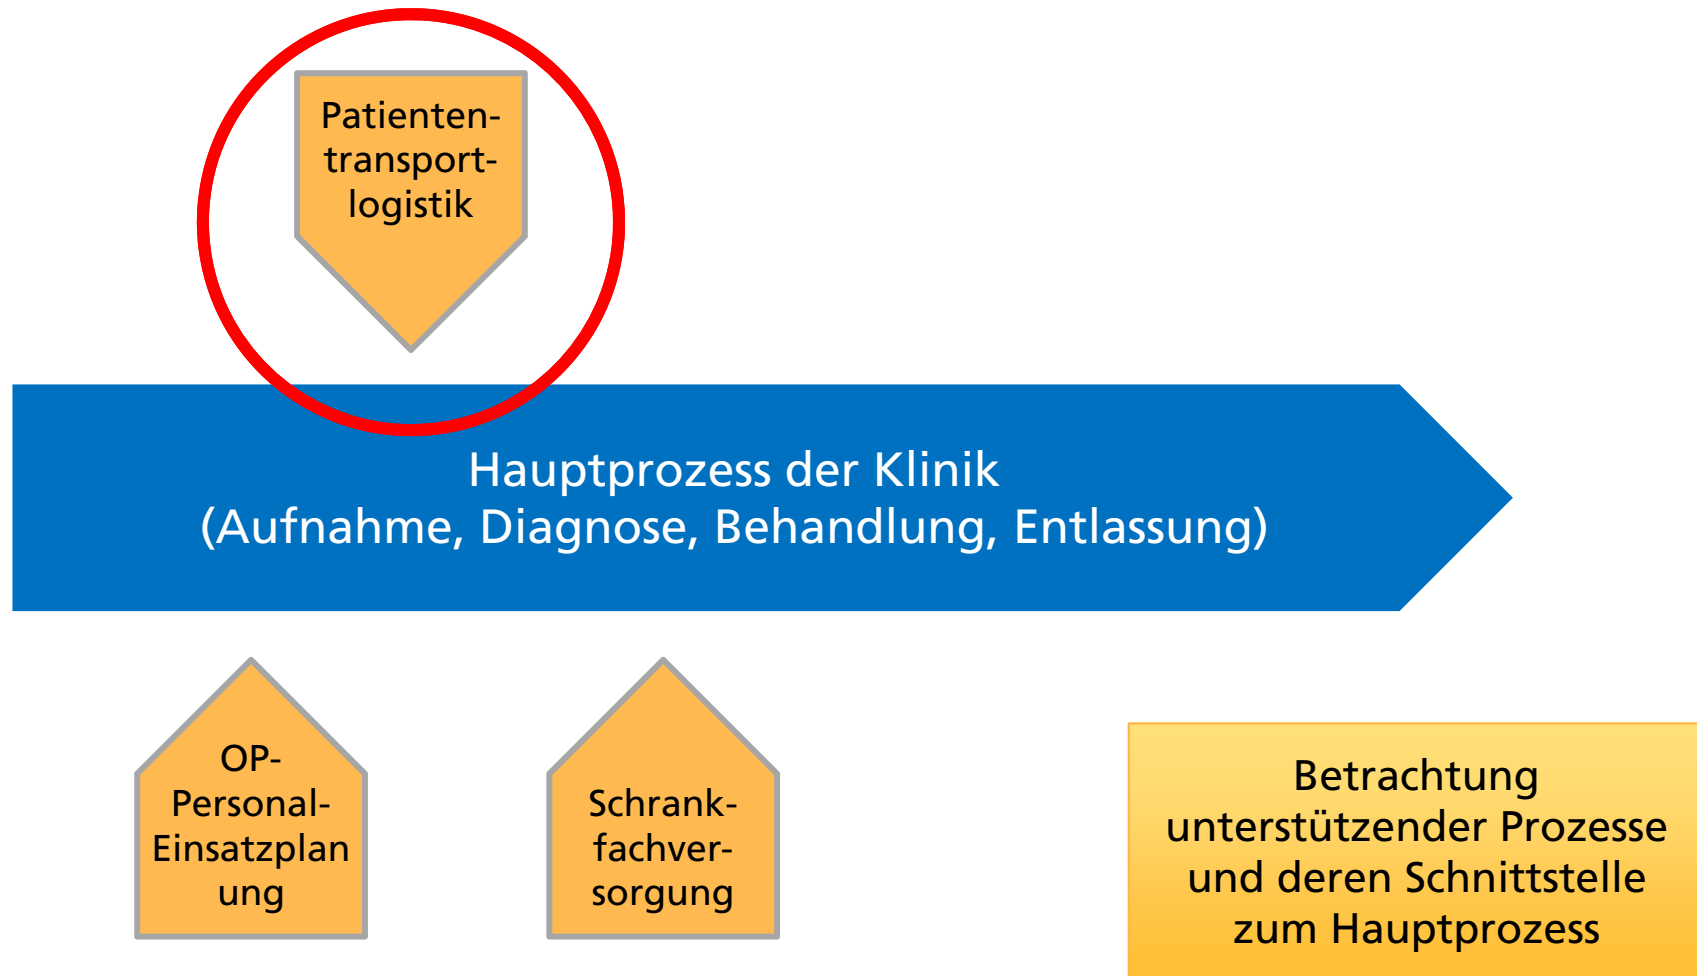 Patienten-
transport-
logistik
Hauptprozess der Klinik
(Aufnahme, Diagnose, Behandlung, Entlassung)
OP-
Personal-
Einsatzplan
ung
Schrank-
fachver-
sorgung
Betrachtung
unterstützender Prozesse
und deren Schnittstelle
zum Hauptprozess